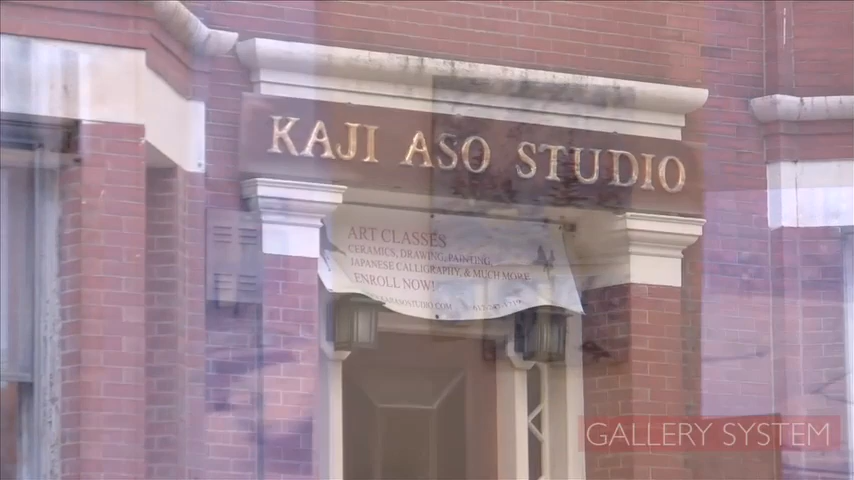 KAJI ASO STUDIO
ART CLASSES
CERAMICS, DRAWING, PAINTING,
JAPANESE CALLIGRAPHY, & MUCH MORE
ENROLL NOW!
GALLERY SYSTEM